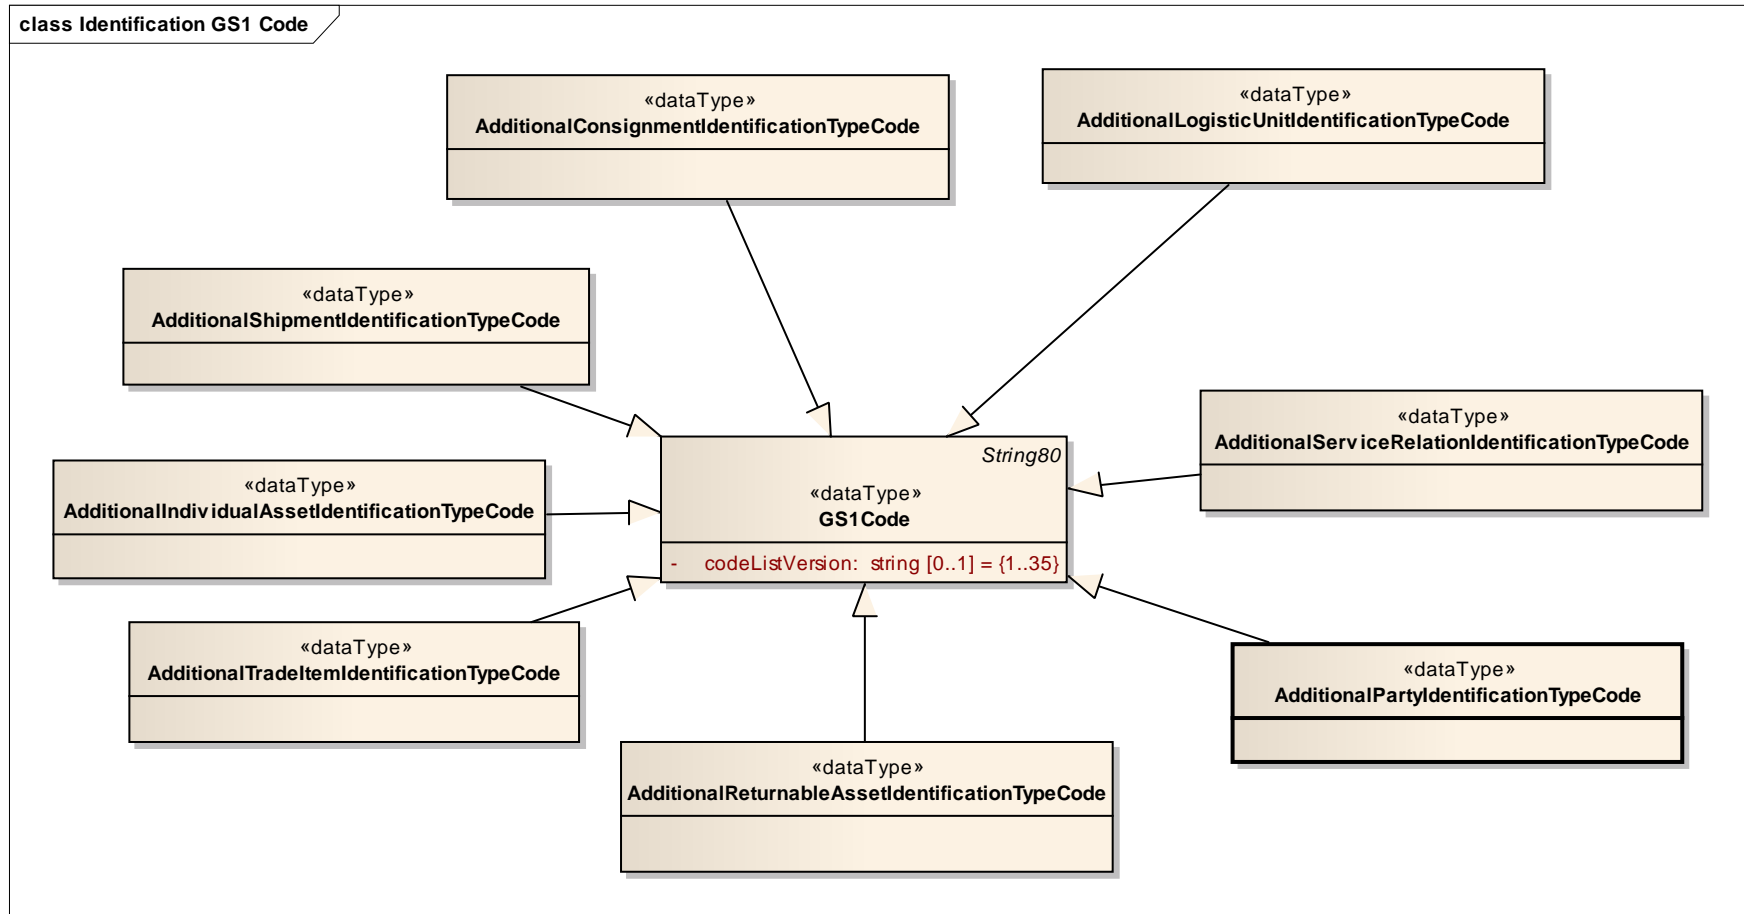 class Identification GS1 Code
«dataType»
AdditionalConsignmentIdentificationTypeCode
«dataType»
AdditionalLogisticUnitIdentificationTypeCode
«dataType»
AdditionalShipmentIdentificationTypeCode
«dataType»
AdditionalServiceRelationIdentificationTypeCode
String80
«dataType»
GS1Code
- codeListVersion: string [0..1] = {1..35}
«dataType»
AdditionalIndividualAssetIdentificationTypeCode
«dataType»
AdditionalTradeItemIdentificationTypeCode
«dataType»
AdditionalPartyIdentificationTypeCode
«dataType»
AdditionalReturnableAssetIdentificationTypeCode